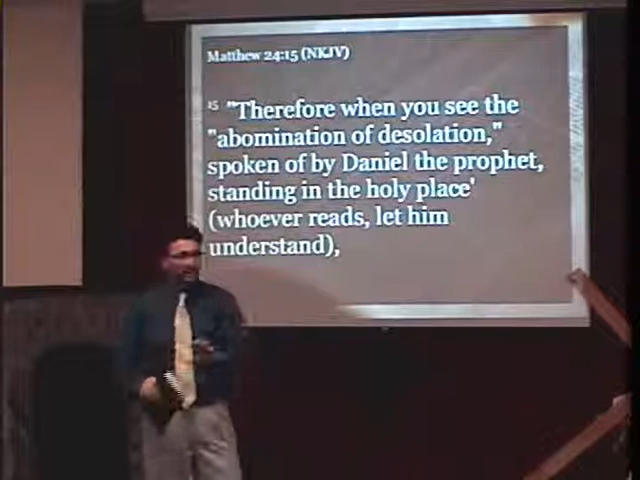 Matthew 24:15 (NKJV)
15 "Therefore when you see the
"abomination of desolation,"
spoken of by Daniel the prophet,
standing in the holy place'
(whoever reads, let him
understand),